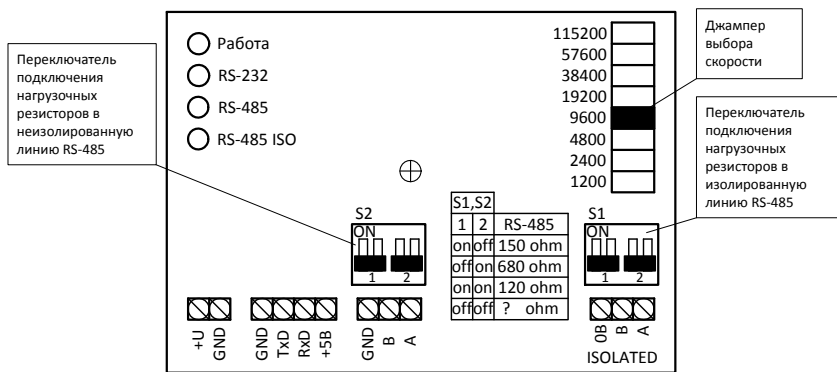 Переключатель
подключения
нагрузочных
резисторов в
неизолированную
линию RS-485
Работа
RS-232
RS-485
RS-485 ISO
115200
57600
38400
19200
9600
4800
2400
1200
Джампер
выбора
скорости
Переключатель
подключения
нагрузочных
резисторов в
изолированную
линию RS-485
S2
ON
1 2
S1,S2
1 2 RS-485
on off 150 ohm
off on 680 ohm
on on 120 ohm
off off ? ohm
S1
ON
1 2
+U
GND
GND
TxD
RxD
+5В
GND
B
A
0В
B
A
ISOLATED